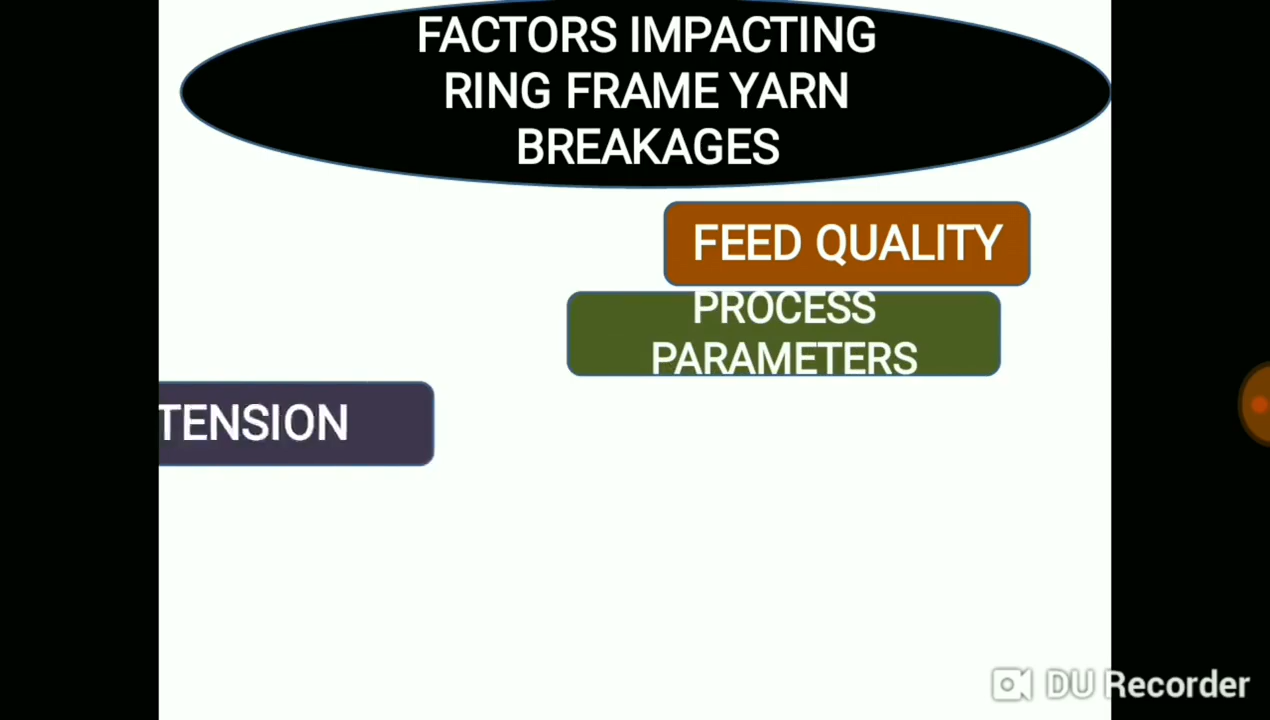 FACTORS IMPACTING
RING FRAME YARN
BREAKAGES
FEED QUALITY
PROCESS
PARAMETERS
TENSION
DU Recorder